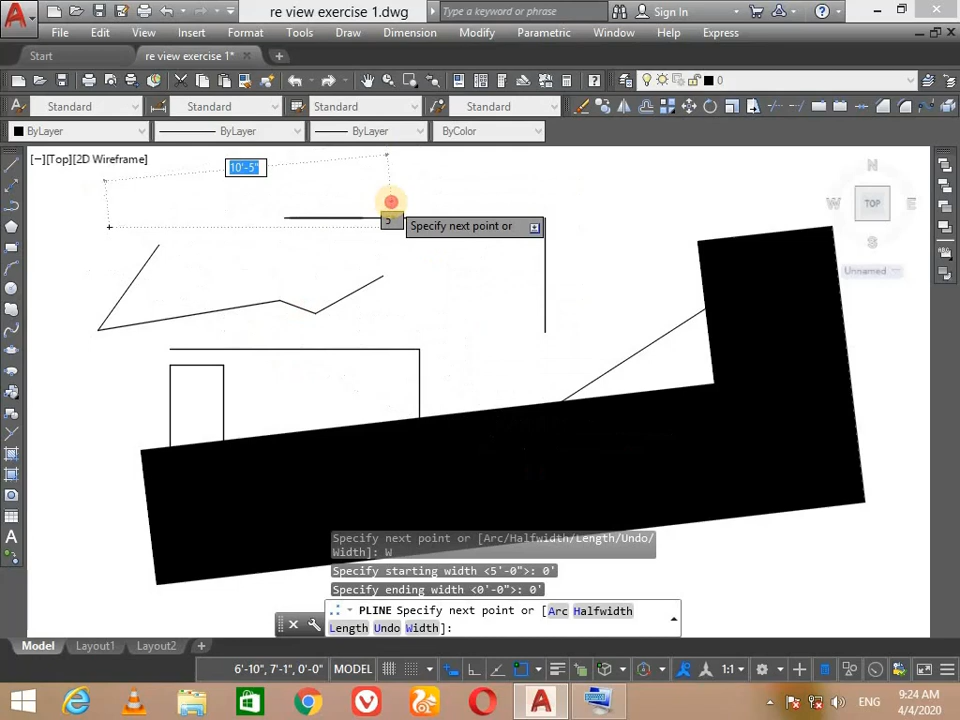 re view exercise 1.dwg
Type a keyword or phrase
Sign In
File Edit View Insert Format Tools Draw Dimension Modify Parametric Window Help Express
Start
re view exercise 1*
0
Standard Standard Standard Standard
ByLayer ByLayer ByLayer ByColor
[−][Top][2D Wireframe]
10'-5"
N
W TOP E
S
Unnamed
5°
Specify next point or
Specify next point or [Arc/Halfwidth/Length/Undo/
Width]: W
Specify starting width <5'-0">: 0'
Specify ending width <0'-0">: 0'
PLINE Specify next point or [Arc Halfwidth
Length Undo Width]:
Model Layout1 Layout2 +
6'-10", 7'-1", 0'-0" MODEL 1:1
ENG
9:24 AM
4/4/2020